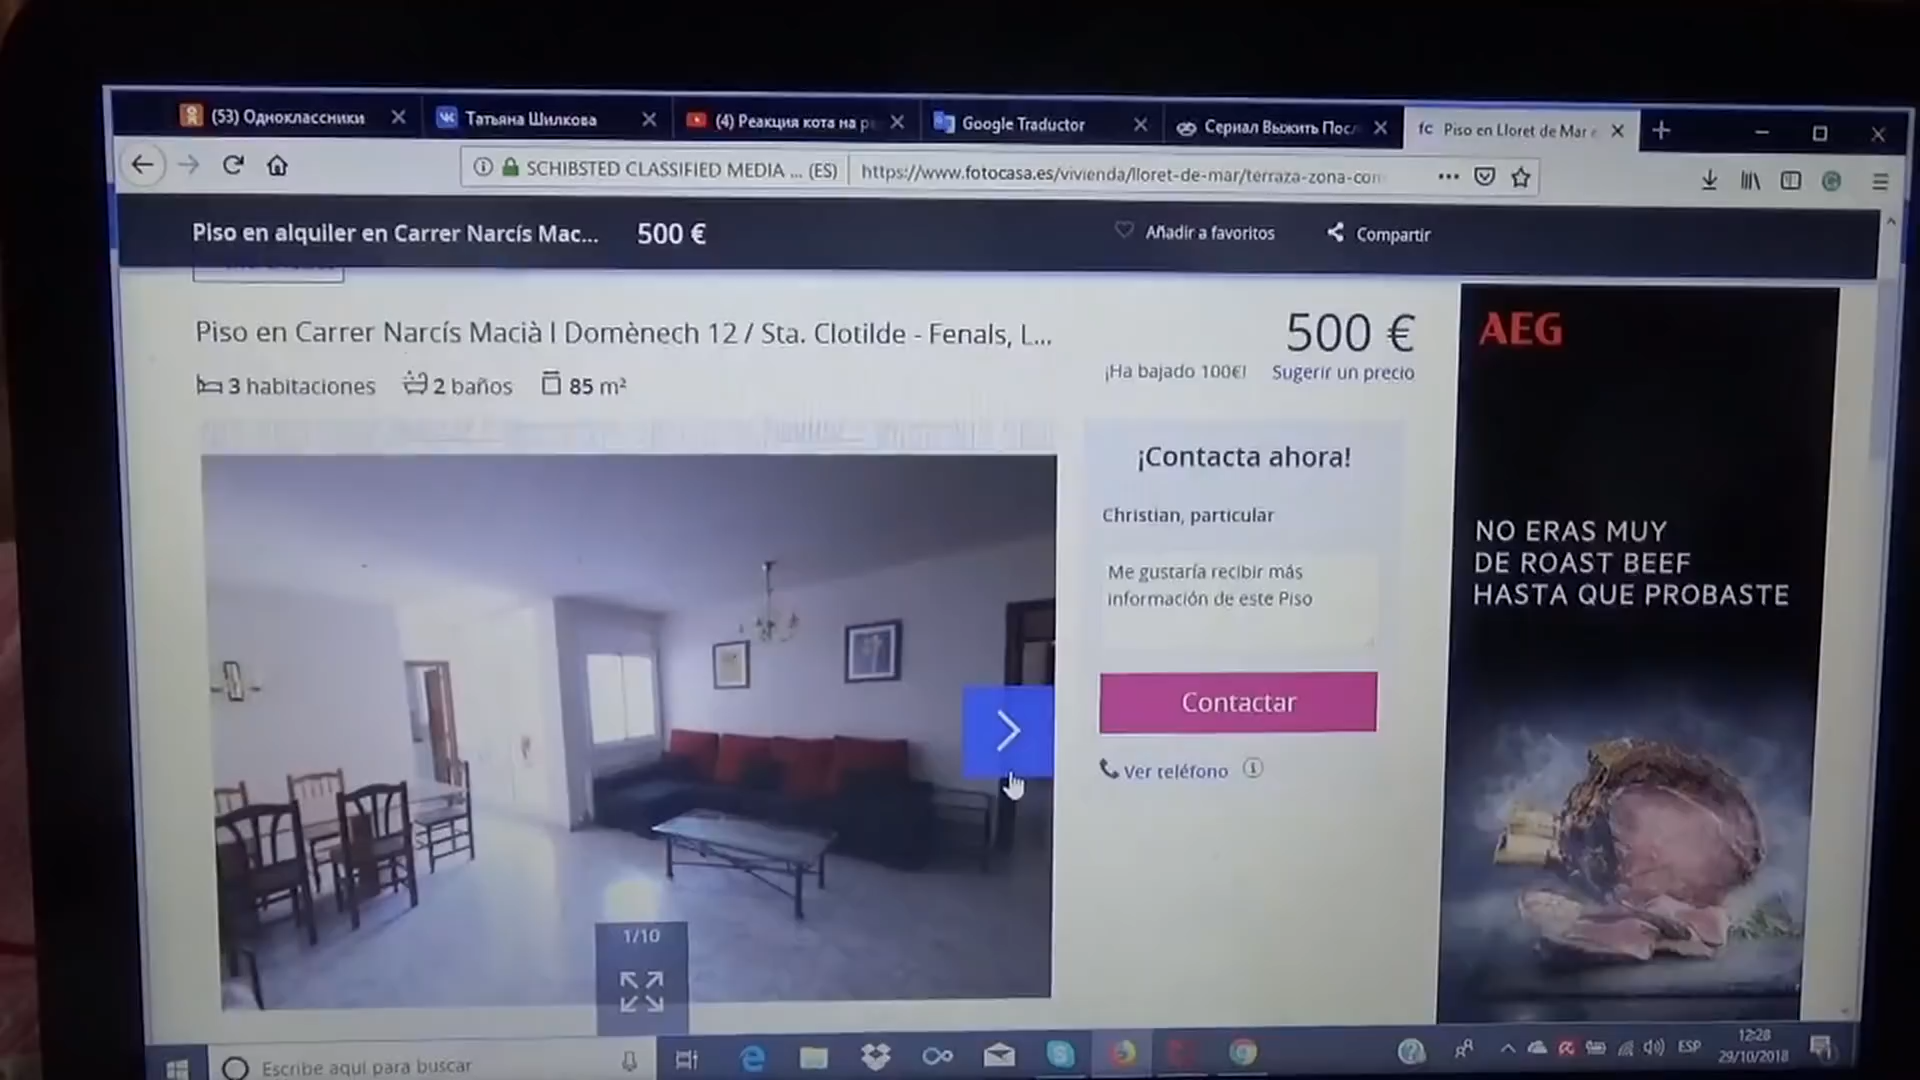 (53) Одноклассники
Татьяна Шилкова
(4) Реакция кота на р
Google Traductor
Сериал Выжить Посл
fc Piso en Lloret de Mar e
SCHIBSTED CLASSIFIED MEDIA ... (ES)
https://www.fotocasa.es/vivienda/lloret-de-mar/terraza-zona-com
Piso en alquiler en Carrer Narcís Mac...
500 €
Añadir a favoritos
Compartir
Piso en Carrer Narcís Macià I Domènech 12 / Sta. Clotilde - Fenals, L...
500 €
3 habitaciones
2 baños
85 m²
¡Ha bajado 100€!
Sugerir un precio
¡Contacta ahora!
Christian, particular
Me gustaría recibir más
información de este Piso
Contactar
Ver teléfono
1/10
AEG
NO ERAS MUY
DE ROAST BEEF
HASTA QUE PROBASTE
Escribe aquí para buscar
ESP
12:28
29/10/2018